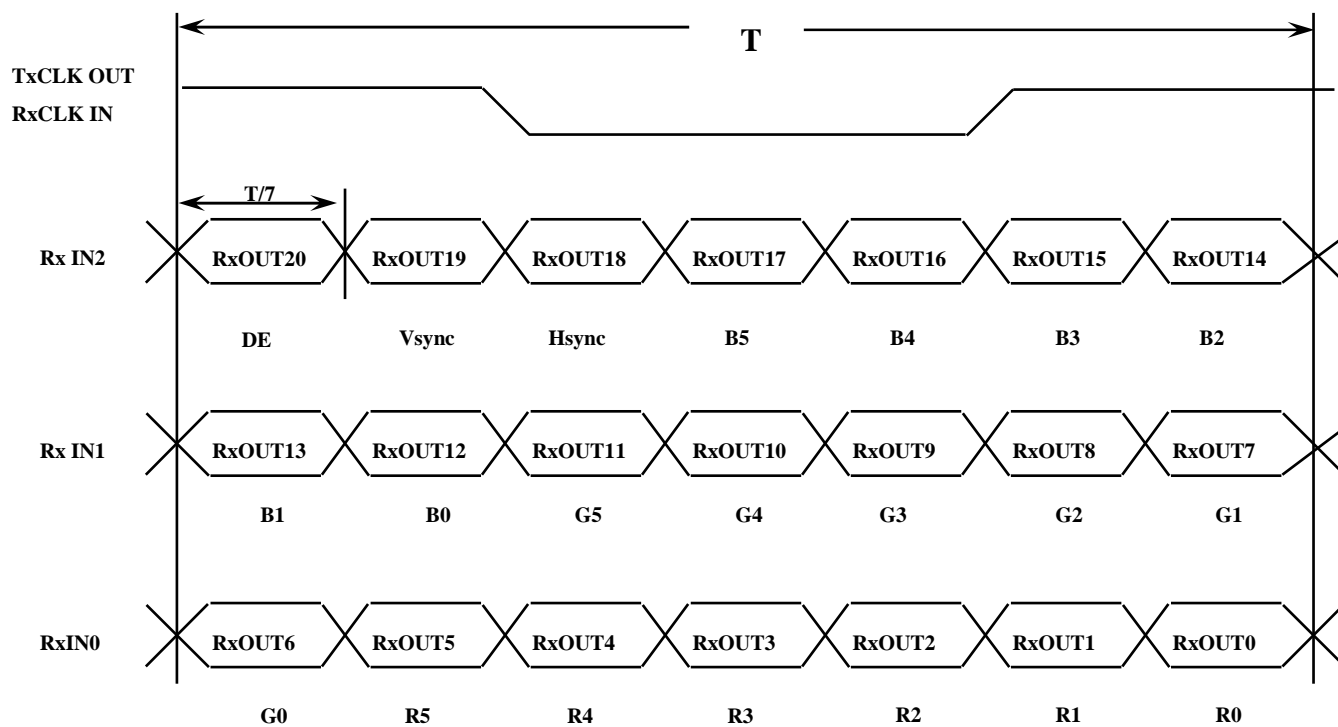 T
TxCLK OUT
RxCLK IN
T/7
Rx IN2 RxOUT20 RxOUT19 RxOUT18 RxOUT17 RxOUT16 RxOUT15 RxOUT14
DE Vsync Hsync B5 B4 B3 B2
Rx IN1 RxOUT13 RxOUT12 RxOUT11 RxOUT10 RxOUT9 RxOUT8 RxOUT7
B1 B0 G5 G4 G3 G2 G1
RxIN0 RxOUT6 RxOUT5 RxOUT4 RxOUT3 RxOUT2 RxOUT1 RxOUT0
G0 R5 R4 R3 R2 R1 R0